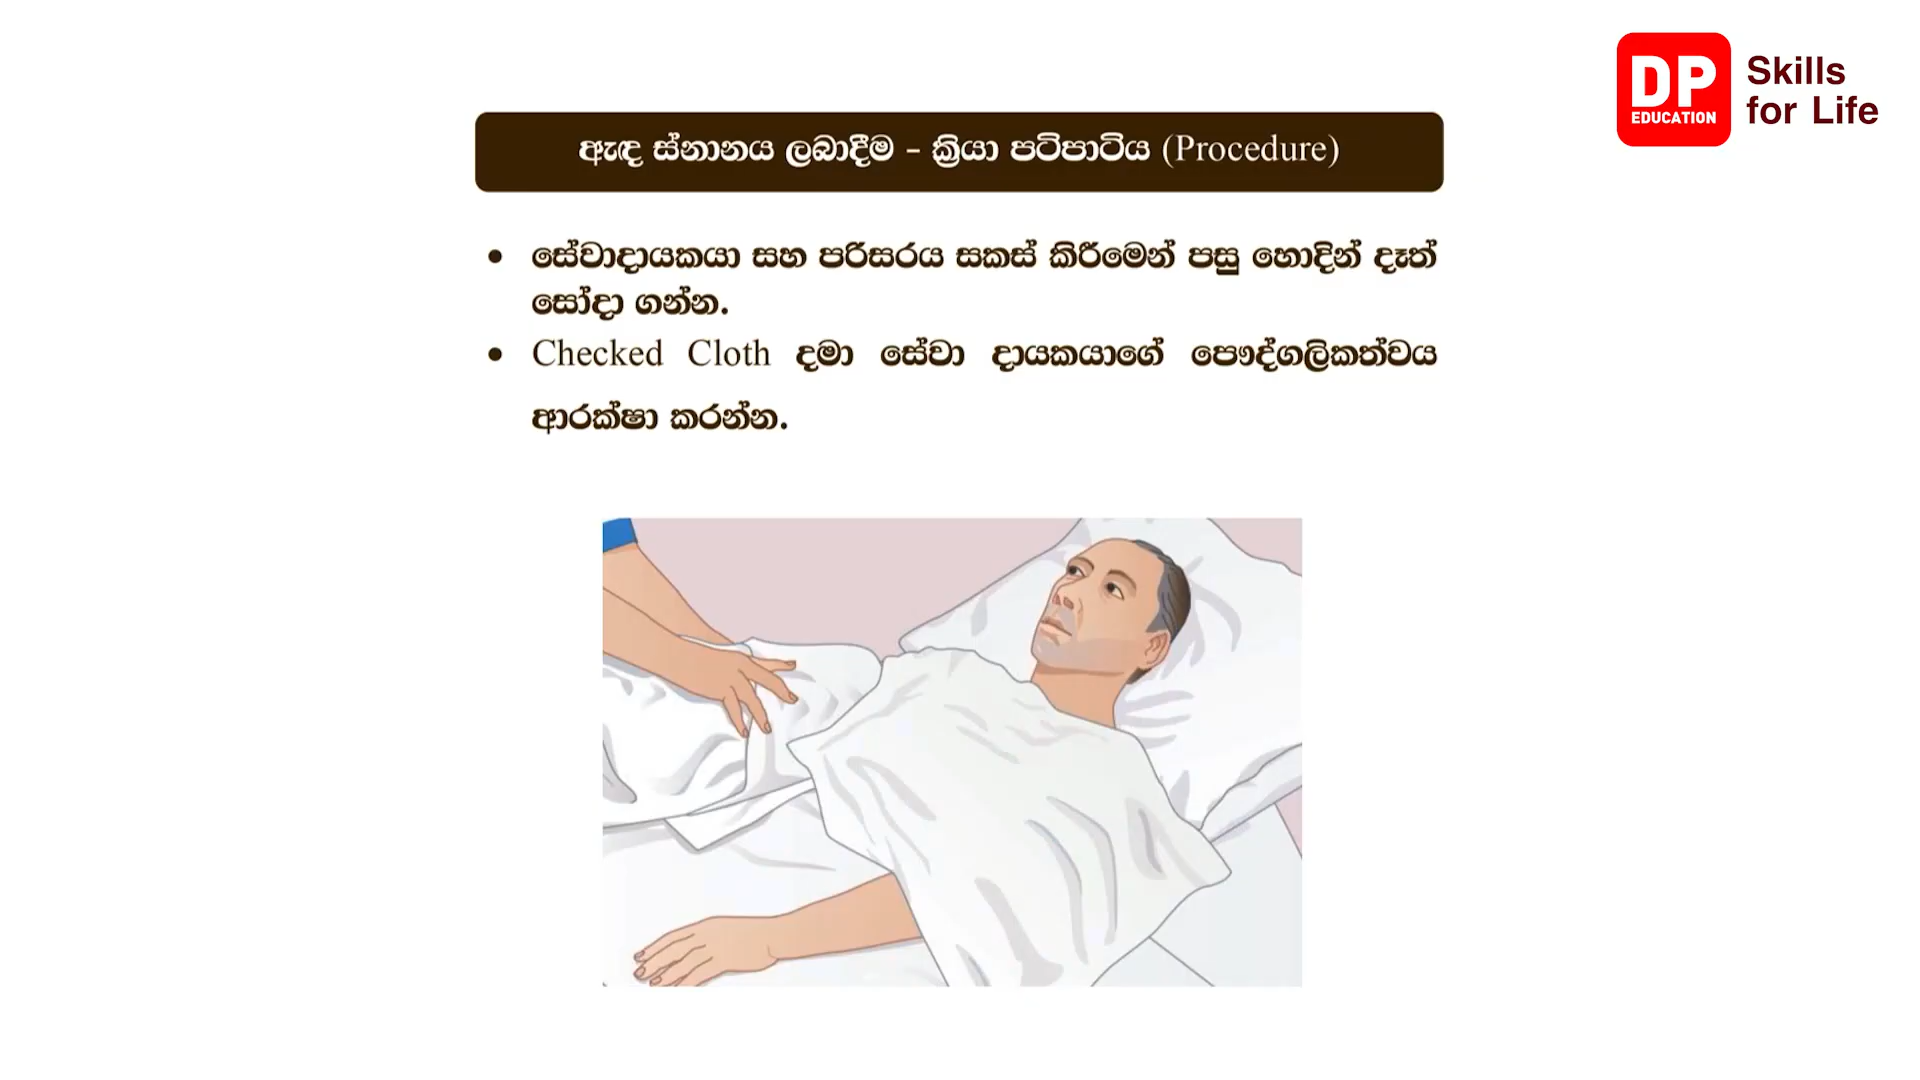 DP
EDUCATION
Skills
for Life
ඇඳ ස්නානය ලබාදීම – ක්‍රියා පටිපාටිය (Procedure)
• සේවාදායකයා සහ පරිසරය සකස් කිරීමෙන් පසු හොදින් දෑත්
සෝදා ගන්න.
• Checked Cloth දමා සේවා දායකයාගේ පෞද්ගලිකත්වය
ආරක්ෂා කරන්න.